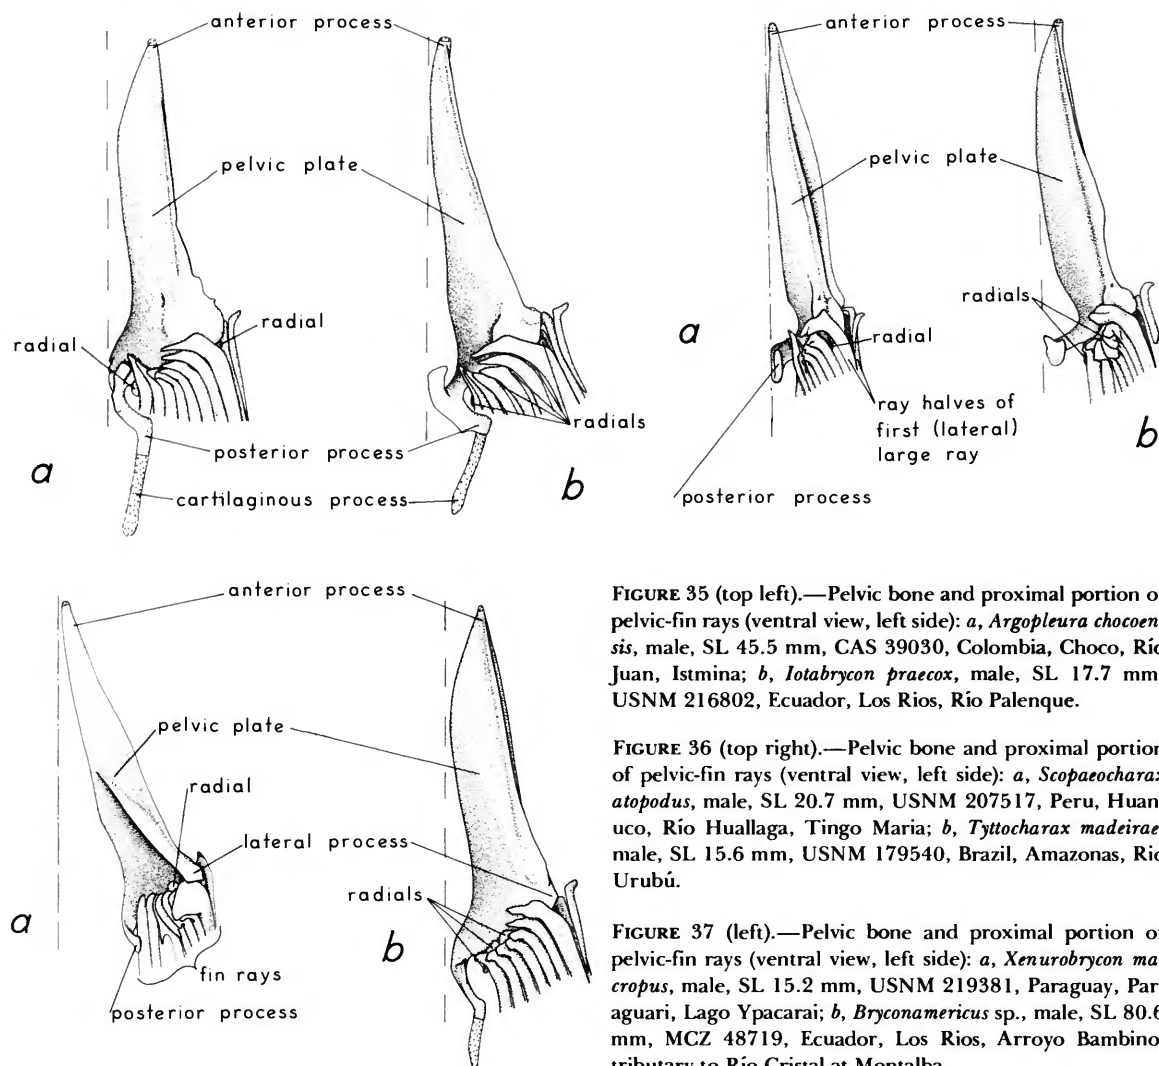 anterior process
anterior process
pelvic plate
pelvic plate
radials
radial
radial
a
radial
radials
ray halves of
first (lateral)
large ray
b
posterior process
a
b
cartilaginous process
posterior process
anterior process
pelvic plate
radial
lateral process
radials
a
b
fin rays
posterior process
FIGURE 35 (top left).—Pelvic bone and proximal portion o
pelvic-fin rays (ventral view, left side): a, Argopleura chocoen
sis, male, SL 45.5 mm, CAS 39030, Colombia, Choco, Río
Juan, Istmina; b, Iotabrycon praecox, male, SL 17.7 mm
USNM 216802, Ecuador, Los Rios, Río Palenque.
FIGURE 36 (top right).—Pelvic bone and proximal portion
of pelvic-fin rays (ventral view, left side): a, Scopaeocharax
atopodus, male, SL 20.7 mm, USNM 207517, Peru, Huan
uco, Río Huallaga, Tingo Maria; b, Tyttocharax madeirae
male, SL 15.6 mm, USNM 179540, Brazil, Amazonas, Rio
Urubú.
FIGURE 37 (left).—Pelvic bone and proximal portion o
pelvic-fin rays (ventral view, left side): a, Xenurobrycon ma
cropus, male, SL 15.2 mm, USNM 219381, Paraguay, Par
aguari, Lago Ypacarai; b, Bryconamericus sp., male, SL 80.6
mm, MCZ 48719, Ecuador, Los Rios, Arroyo Bambino
tributary to Río Cristal at Montalba